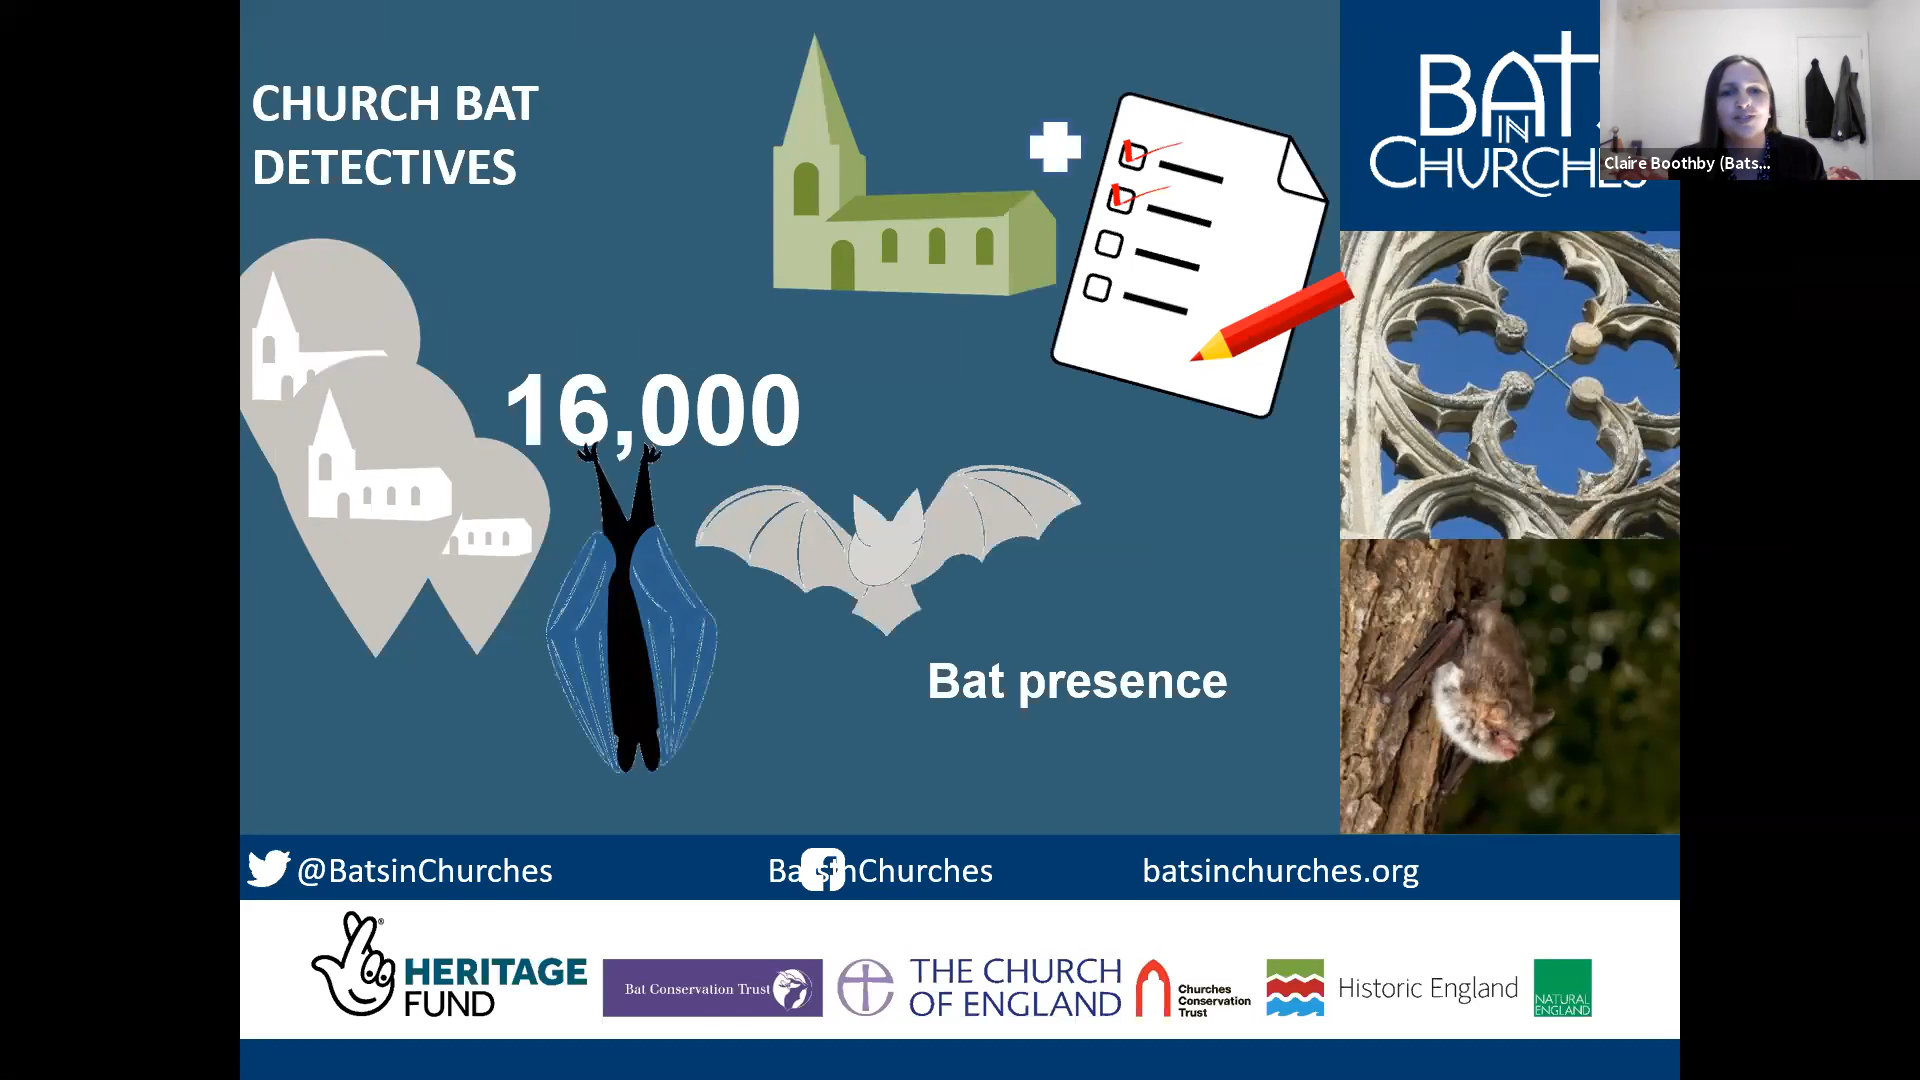 CHURCH BAT
DETECTIVES
16,000
Bat presence
BATS
IN
CHURCHES
Claire Boothby (Bats...
@BatsinChurches
BatsinChurches
batsinchurches.org
HERITAGE
FUND
Bat Conservation Trust
THE CHURCH
OF ENGLAND
Churches
Conservation
Trust
Historic England
NATURAL
ENGLAND